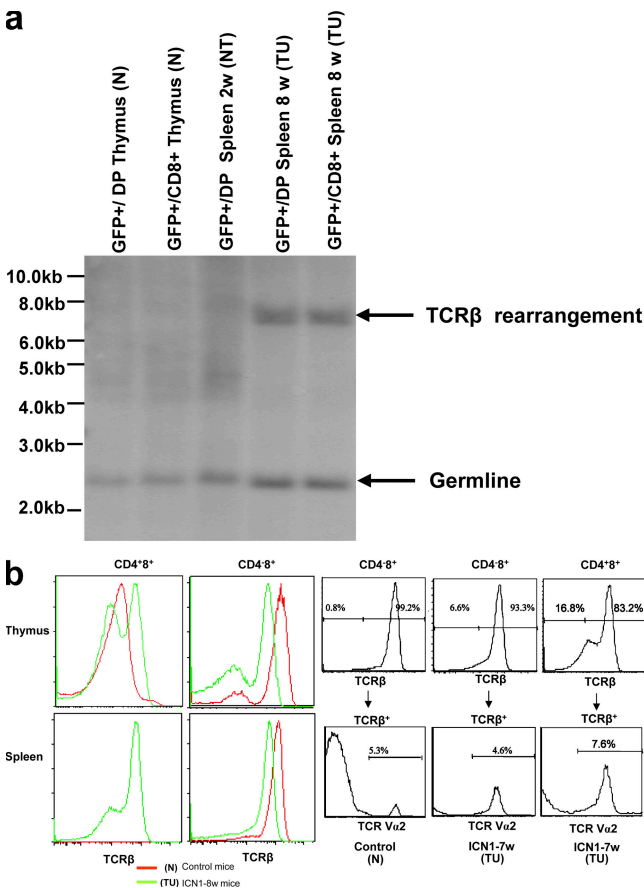 a
GFP+/ DP Thymus (N)
GFP+/CD8+ Thymus (N)
GFP+/DP Spleen 2w (NT)
GFP+/DP Spleen 8 w (TU)
GFP+/CD8+ Spleen 8 w (TU)
10.0kb
8.0kb
6.0kb
5.0kb
4.0kb
3.0kb
2.0kb
TCRβ rearrangement
Germline
b
CD4+8+
CD4-8+
CD4-8+
CD4-8+
CD4+8+
Thymus
0.8%
99.2%
6.6%
93.3%
16.8%
83.2%
TCRβ
TCRβ
TCRβ
TCRβ+
TCRβ+
TCRβ+
Spleen
5.3%
4.6%
7.6%
TCRβ
TCRβ
TCR Vα2
TCR Vα2
TCR Vα2
Control
(N)
ICN1-7w
(TU)
ICN1-7w
(TU)
(N) Control mice
(TU) ICN1-8w mice